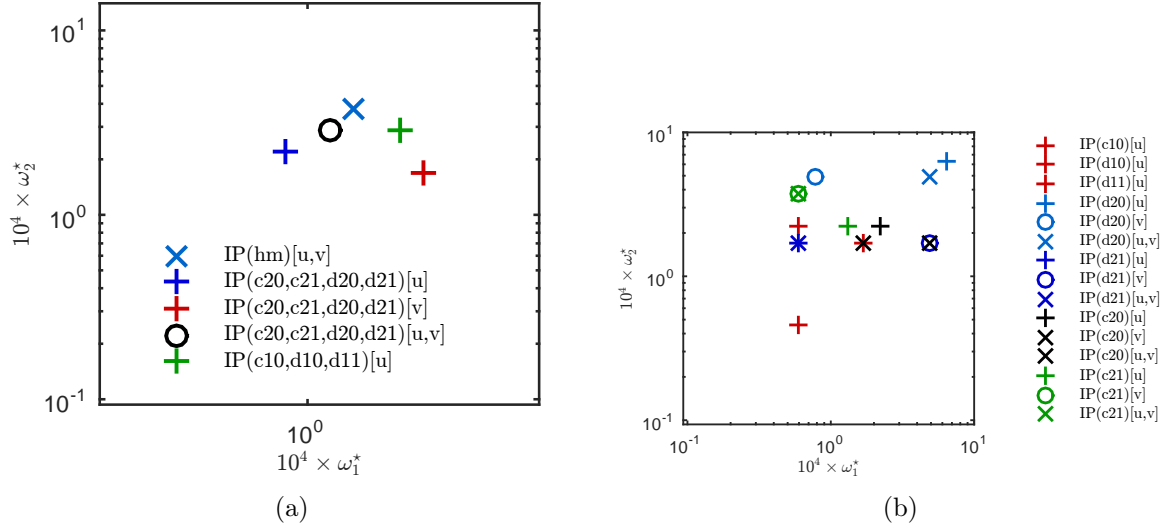 10^1
10^0
10^-1
10^4 × ω_2^⋆
IP(hm)[u,v]
IP(c20,c21,d20,d21)[u]
IP(c20,c21,d20,d21)[v]
IP(c20,c21,d20,d21)[u,v]
IP(c10,d10,d11)[u]
10^0
10^4 × ω_1^⋆
(a)
10^1
10^0
10^-1
10^4 × ω_2^⋆
10^-1
10^0
10^1
10^4 × ω_1^⋆
IP(c10)[u]
IP(d10)[u]
IP(d11)[u]
IP(d20)[u]
IP(d20)[v]
IP(d20)[u,v]
IP(d21)[u]
IP(d21)[v]
IP(d21)[u,v]
IP(c20)[u]
IP(c20)[v]
IP(c20)[u,v]
IP(c21)[u]
IP(c21)[v]
IP(c21)[u,v]
(b)